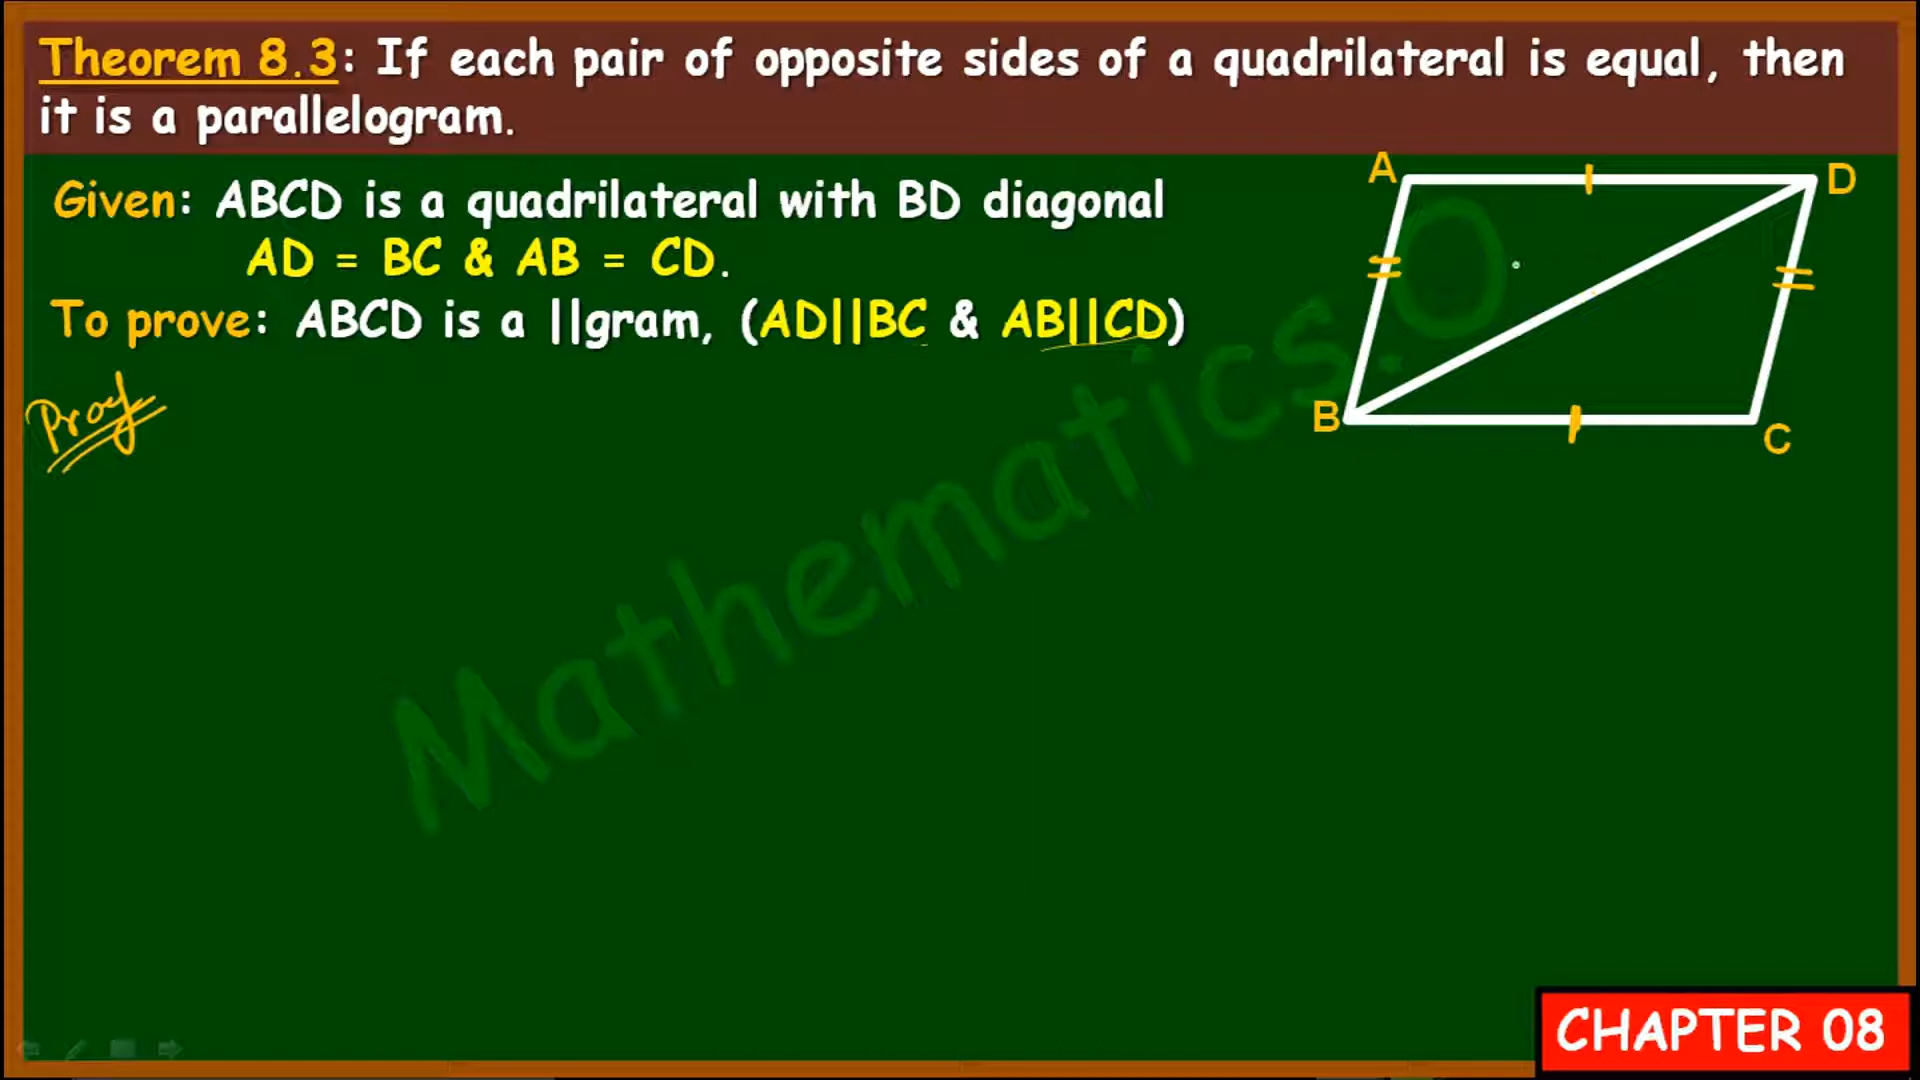 Theorem 8.3: If each pair of opposite sides of a quadrilateral is equal, then
it is a parallelogram.
Given: ABCD is a quadrilateral with BD diagonal
AD = BC & AB = CD.
To prove: ABCD is a ||gram, (AD||BC & AB||CD)
Proof
A
D
B
C
Mathematics.O
CHAPTER 08